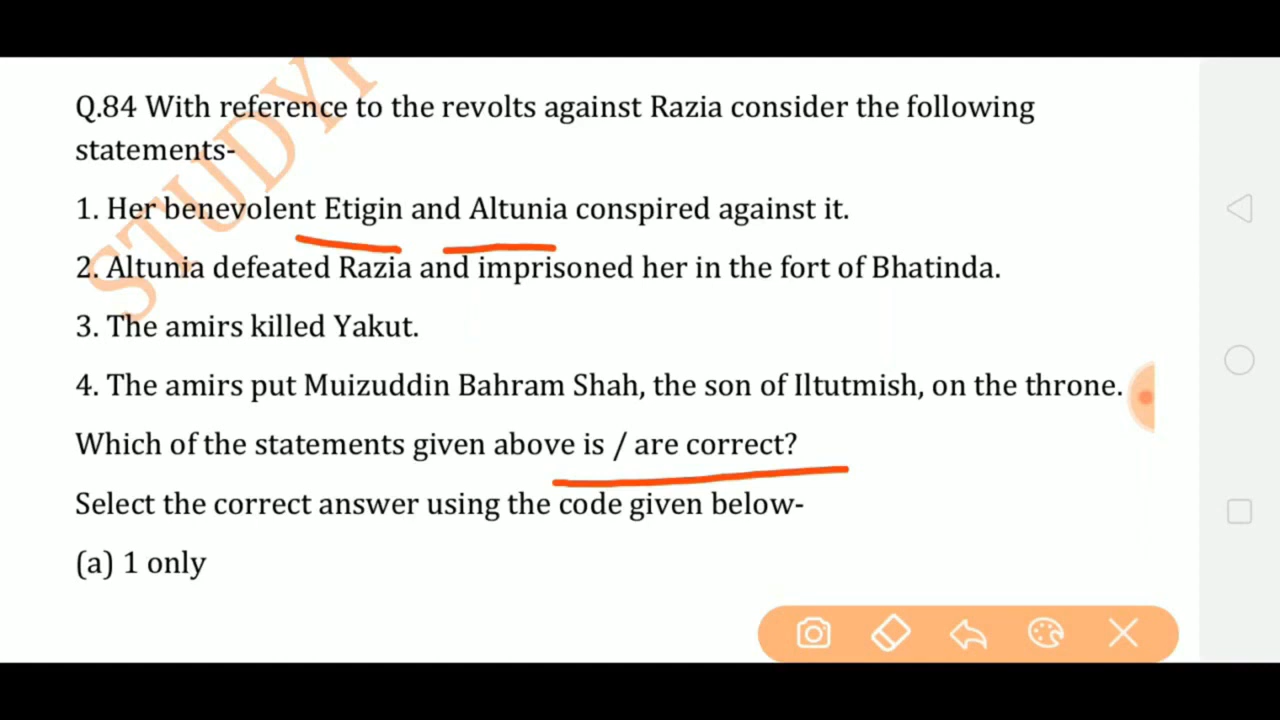 Q.84 With reference to the revolts against Razia consider the following
statements-
1. Her benevolent Etigin and Altunia conspired against it.
2. Altunia defeated Razia and imprisoned her in the fort of Bhatinda.
3. The amirs killed Yakut.
4. The amirs put Muizuddin Bahram Shah, the son of Iltutmish, on the throne.
Which of the statements given above is / are correct?
Select the correct answer using the code given below-
(a) 1 only